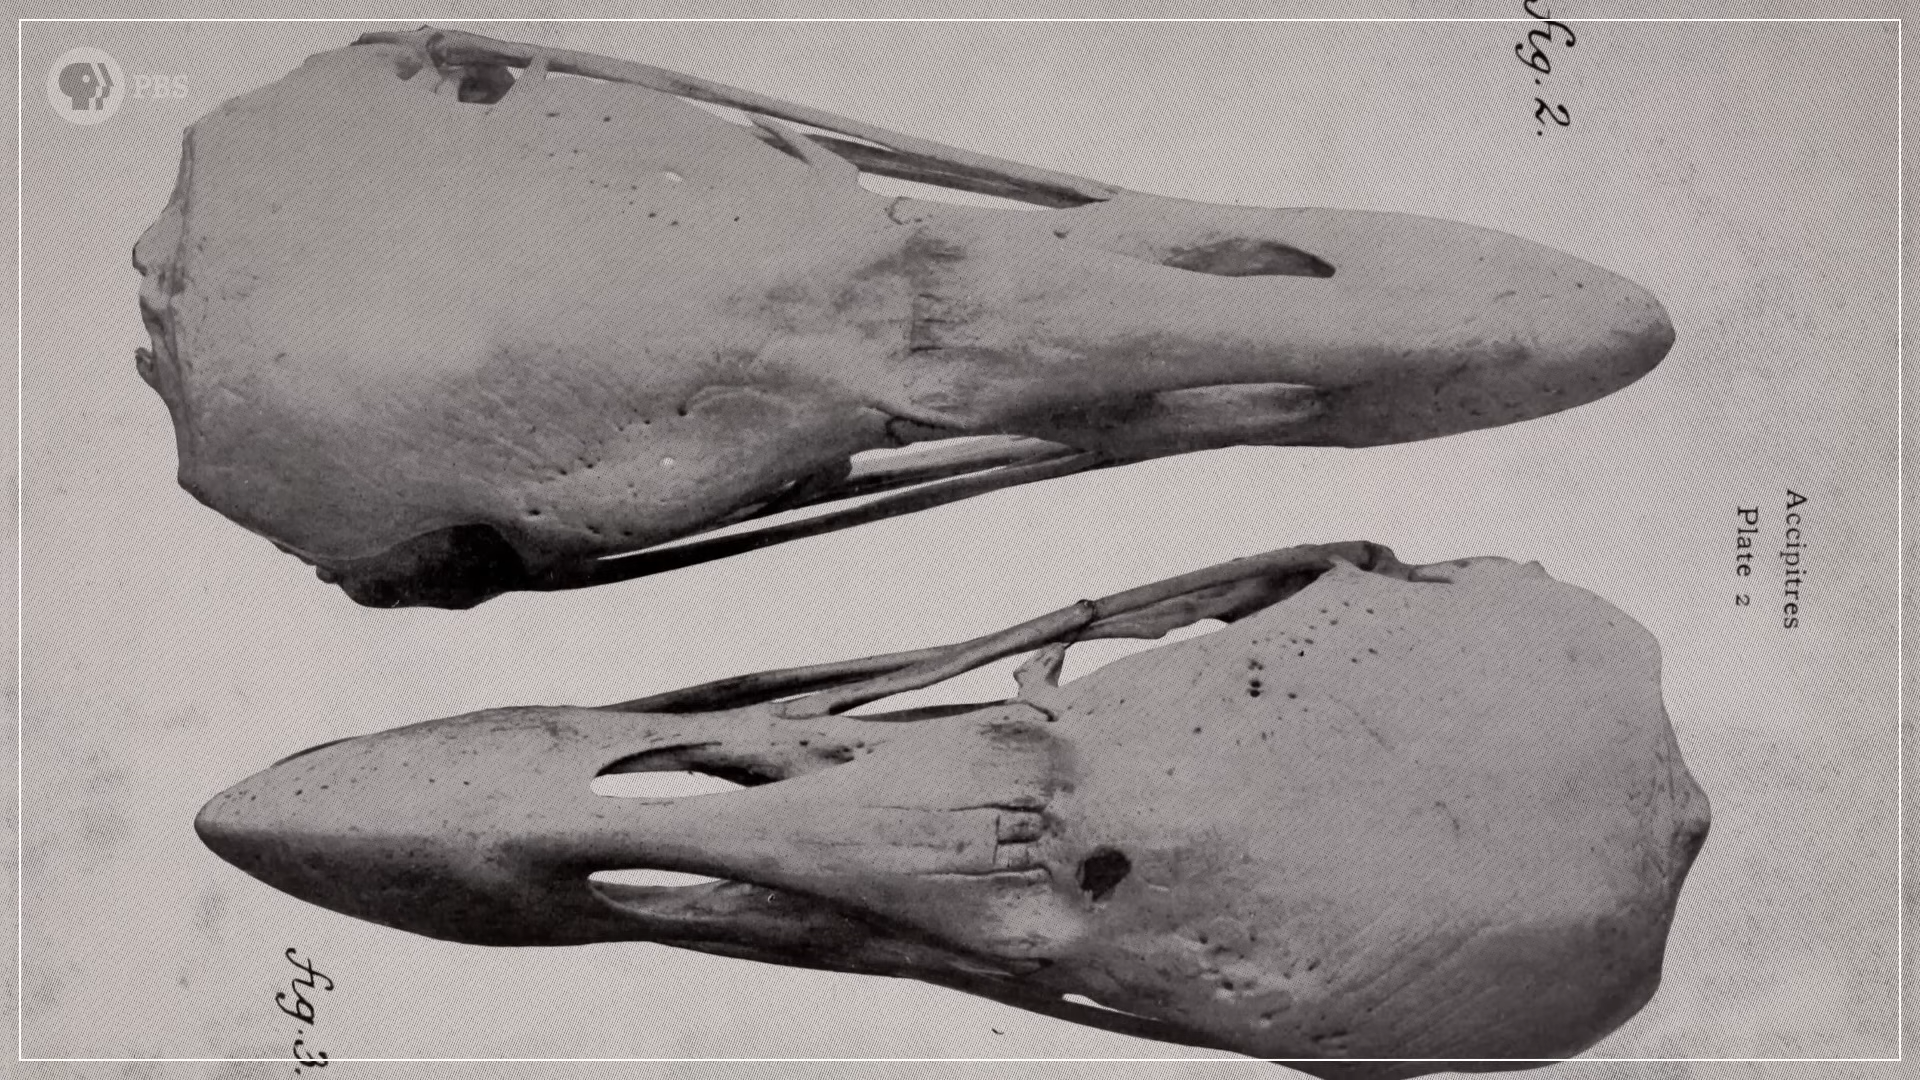 PBS
fig. 2.
Accipitres
Plate 2
fig. 3.